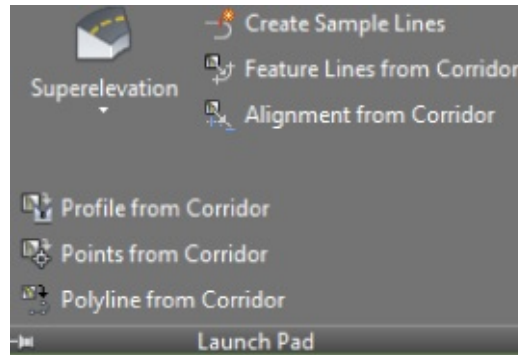 Superelevation
Create Sample Lines
Feature Lines from Corridor
Alignment from Corridor
Profile from Corridor
Points from Corridor
Polyline from Corridor
Launch Pad